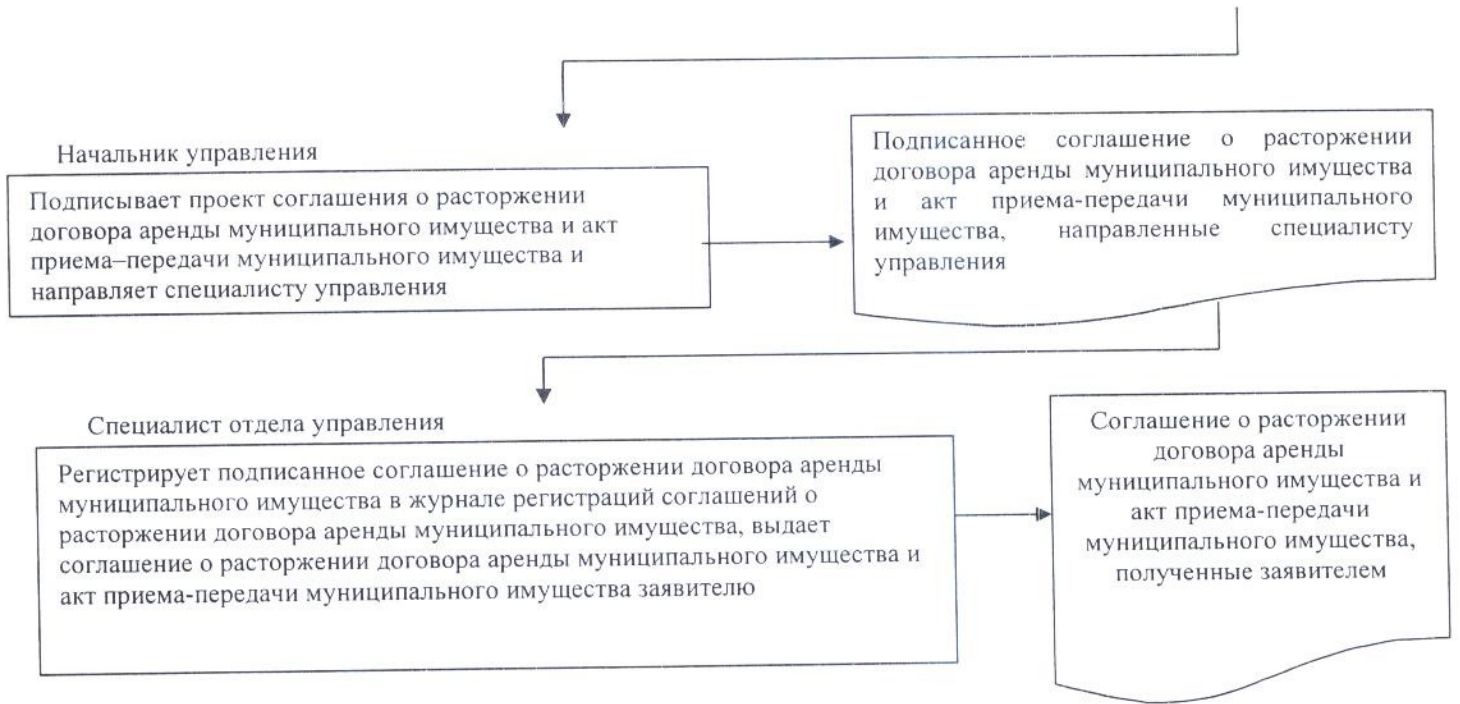 Начальник управления
Подписывает проект соглашения о расторжении
договора аренды муниципального имущества и акт
приема–передачи муниципального имущества и
направляет специалисту управления
Подписанное соглашение о расторжении
договора аренды муниципального имущества
и акт приема-передачи муниципального
имущества, направленные специалисту
управления
Специалист отдела управления
Регистрирует подписанное соглашение о расторжении договора аренды
муниципального имущества в журнале регистраций соглашений о
расторжении договора аренды муниципального имущества, выдает
соглашение о расторжении договора аренды муниципального имущества и
акт приема-передачи муниципального имущества заявителю
Соглашение о расторжении
договора аренды
муниципального имущества и
акт приема-передачи
муниципального имущества,
полученные заявителем